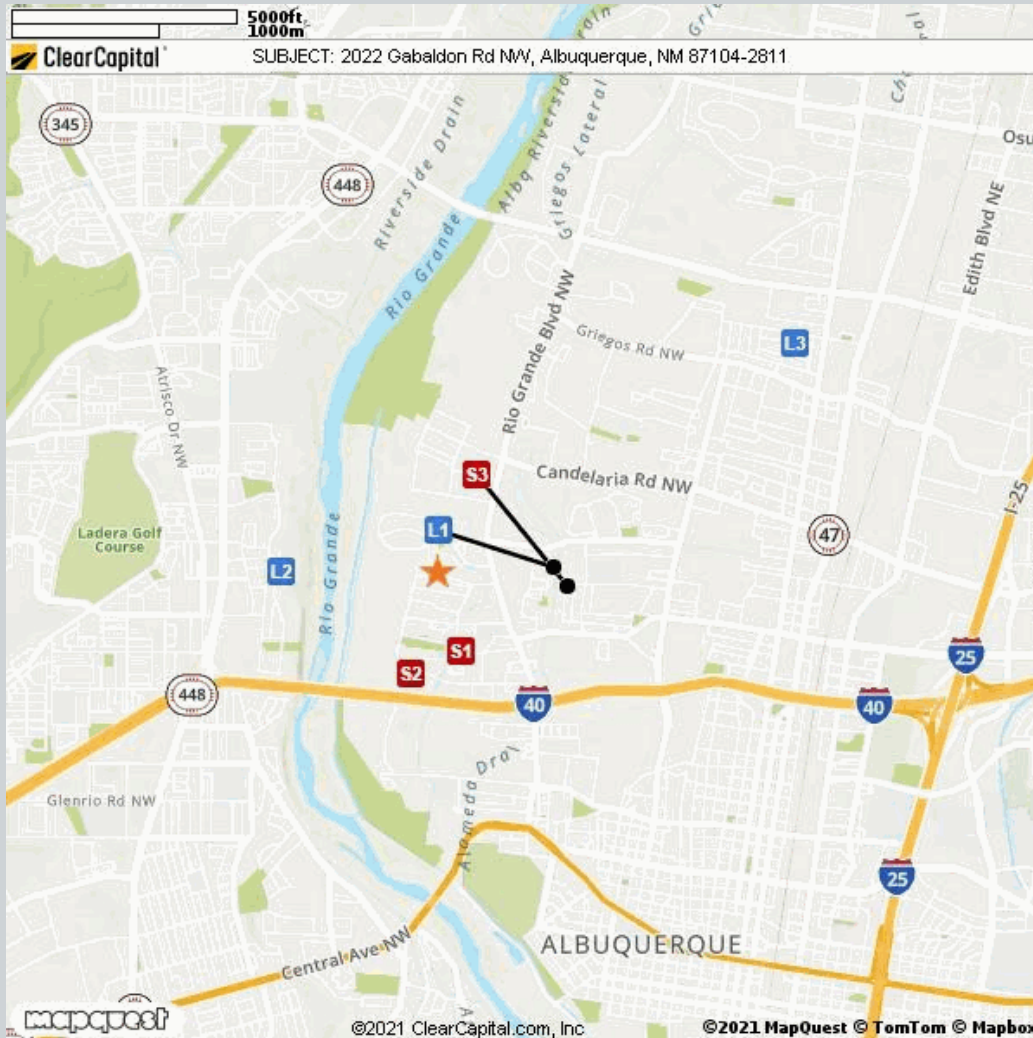 5000ft
1000m
ClearCapital
SUBJECT: 2022 Gabaldon Rd NW, Albuquerque, NM 87104-2811
345
448
Riverside Drain
Rio Grande
Albq Riverside Drain
Griegos Lateral
Osu
Edith Blvd NE
Rio Grande Blvd NW
Griegos Rd NW
L3
Atrisco Dr NW
S3
Candelaria Rd NW
I-25
Ladera Golf
Course
L1
47
L2
Rio Grande
S1
S2
25
448
40
40
Alameda Drai
Glenrio Rd NW
25
Central Ave NW
ALBUQUERQUE
mapquest
©2021 ClearCapital.com, Inc
©2021 MapQuest © TomTom © Mapbox